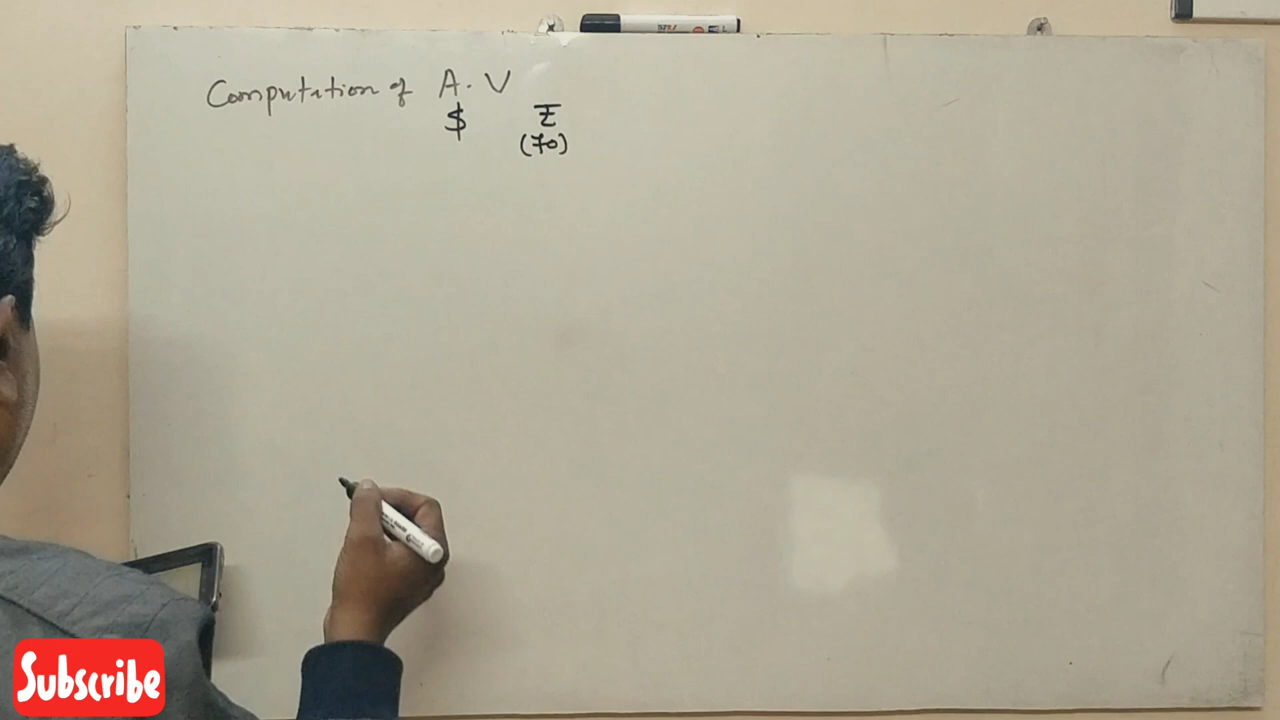 Computation of A.V
$ ₹
(70)
Subscribe